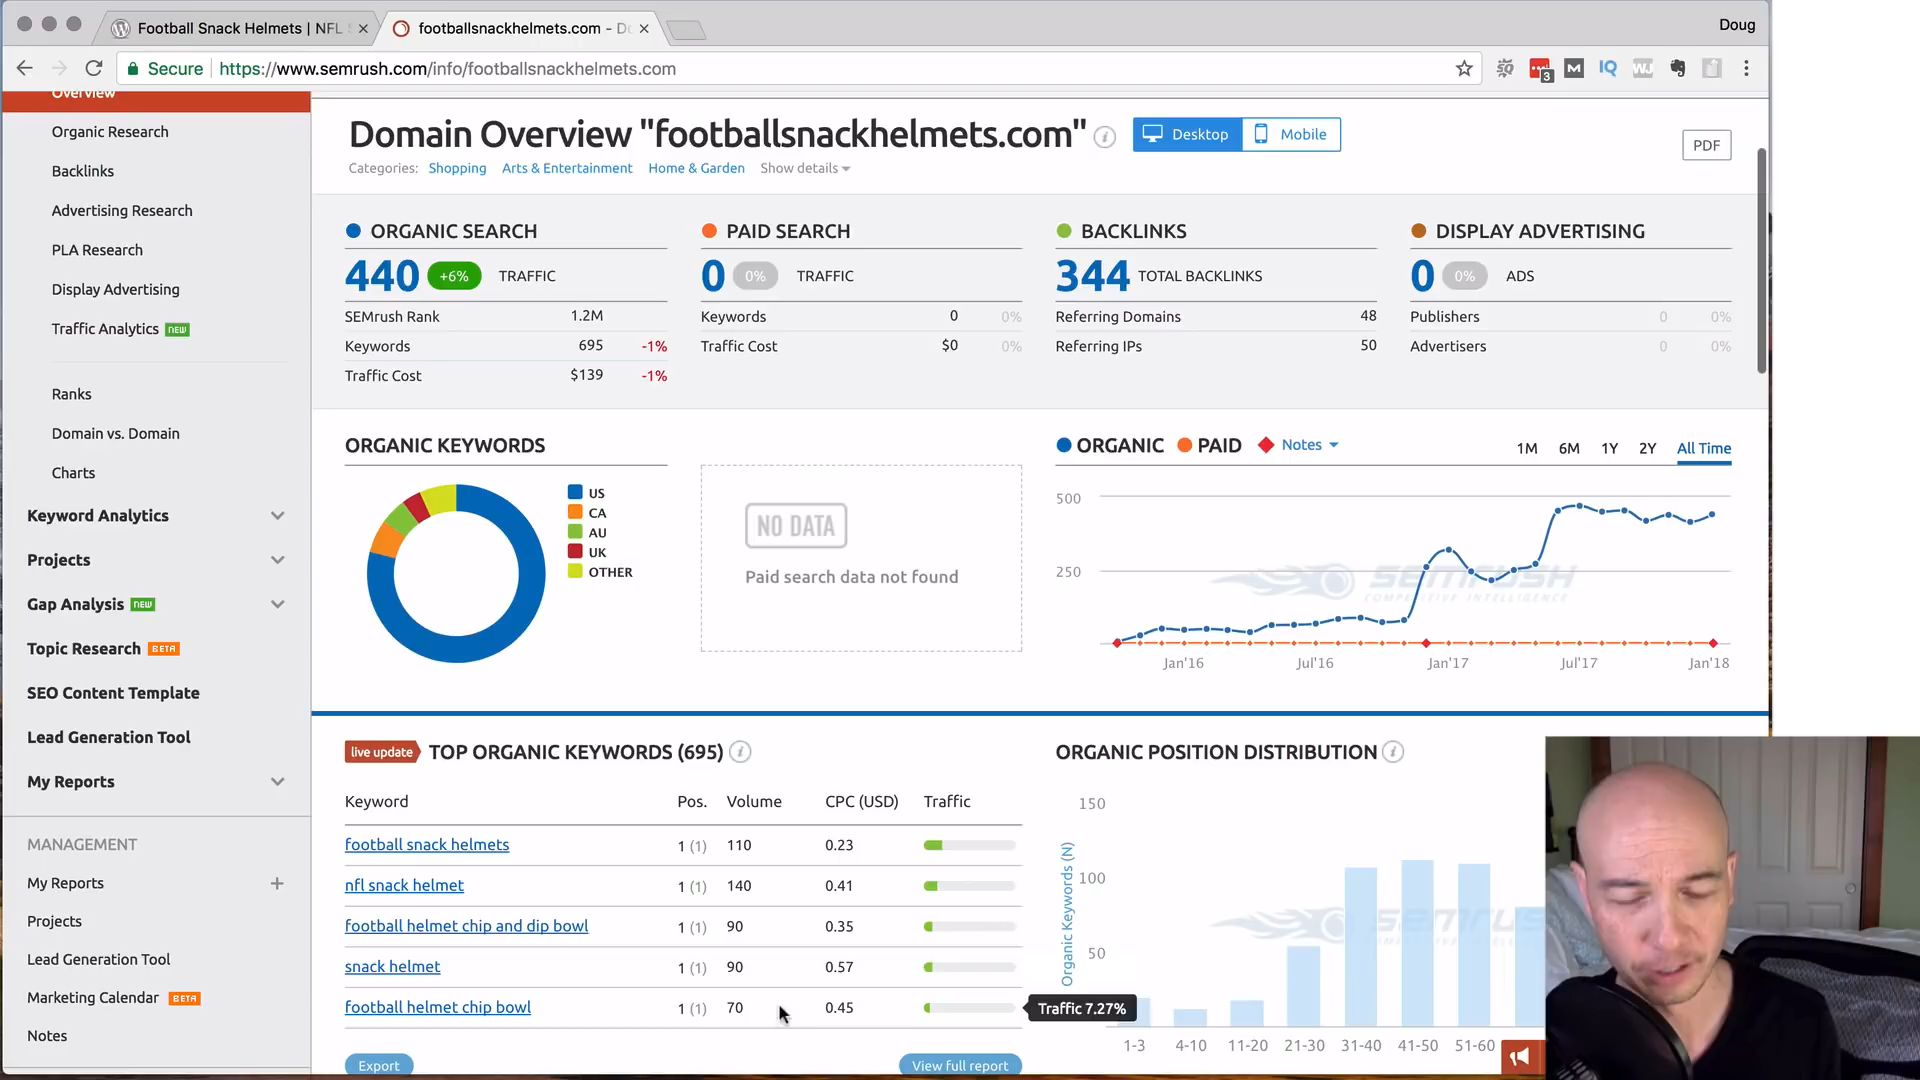 Football Snack Helmets | NFL
footballsnackhelmets.com - Do
Doug
Secure
https://www.semrush.com/info/footballsnackhelmets.com
3
Overview
Organic Research
Backlinks
Advertising Research
PLA Research
Display Advertising
Traffic Analytics NEW
Ranks
Domain vs. Domain
Charts
Keyword Analytics
Projects
Gap Analysis NEW
Topic Research BETA
SEO Content Template
Lead Generation Tool
My Reports
MANAGEMENT
My Reports +
Projects
Lead Generation Tool
Marketing Calendar BETA
Notes
Domain Overview "footballsnackhelmets.com" i
Desktop Mobile
PDF
Categories: Shopping Arts & Entertainment Home & Garden Show details
ORGANIC SEARCH
440 +6% TRAFFIC
SEMrush Rank 1.2M
Keywords 695 -1%
Traffic Cost $139 -1%
PAID SEARCH
0 0% TRAFFIC
Keywords 0 0%
Traffic Cost $0 0%
BACKLINKS
344 TOTAL BACKLINKS
Referring Domains 48
Referring IPs 50
DISPLAY ADVERTISING
0 0% ADS
Publishers 0 0%
Advertisers 0 0%
ORGANIC KEYWORDS
US
CA
AU
UK
OTHER
NO DATA
Paid search data not found
ORGANIC PAID Notes
1M 6M 1Y 2Y All Time
500
250
SEMRUSH
COMPETITIVE INTELLIGENCE
Jan'16 Jul'16 Jan'17 Jul'17 Jan'18
live update TOP ORGANIC KEYWORDS (695) i
Keyword Pos. Volume CPC (USD) Traffic
football snack helmets 1 (1) 110 0.23
nfl snack helmet 1 (1) 140 0.41
football helmet chip and dip bowl 1 (1) 90 0.35
snack helmet 1 (1) 90 0.57
football helmet chip bowl 1 (1) 70 0.45
Traffic 7.27%
Export
View full report
ORGANIC POSITION DISTRIBUTION i
Organic Keywords (N)
150
100
50
1-3 4-10 11-20 21-30 31-40 41-50 51-60